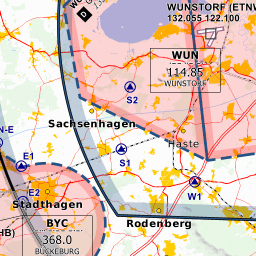 WUNSTORF (ETNW
132.055 122.100
D
WUN
114.85
WUNSTORF
S2
Sachsenhagen
N-E
Haste
S1
E1
E2
W1
Stadthagen
BYC
Rodenberg
HB)
368.0
BÜCKEBURG